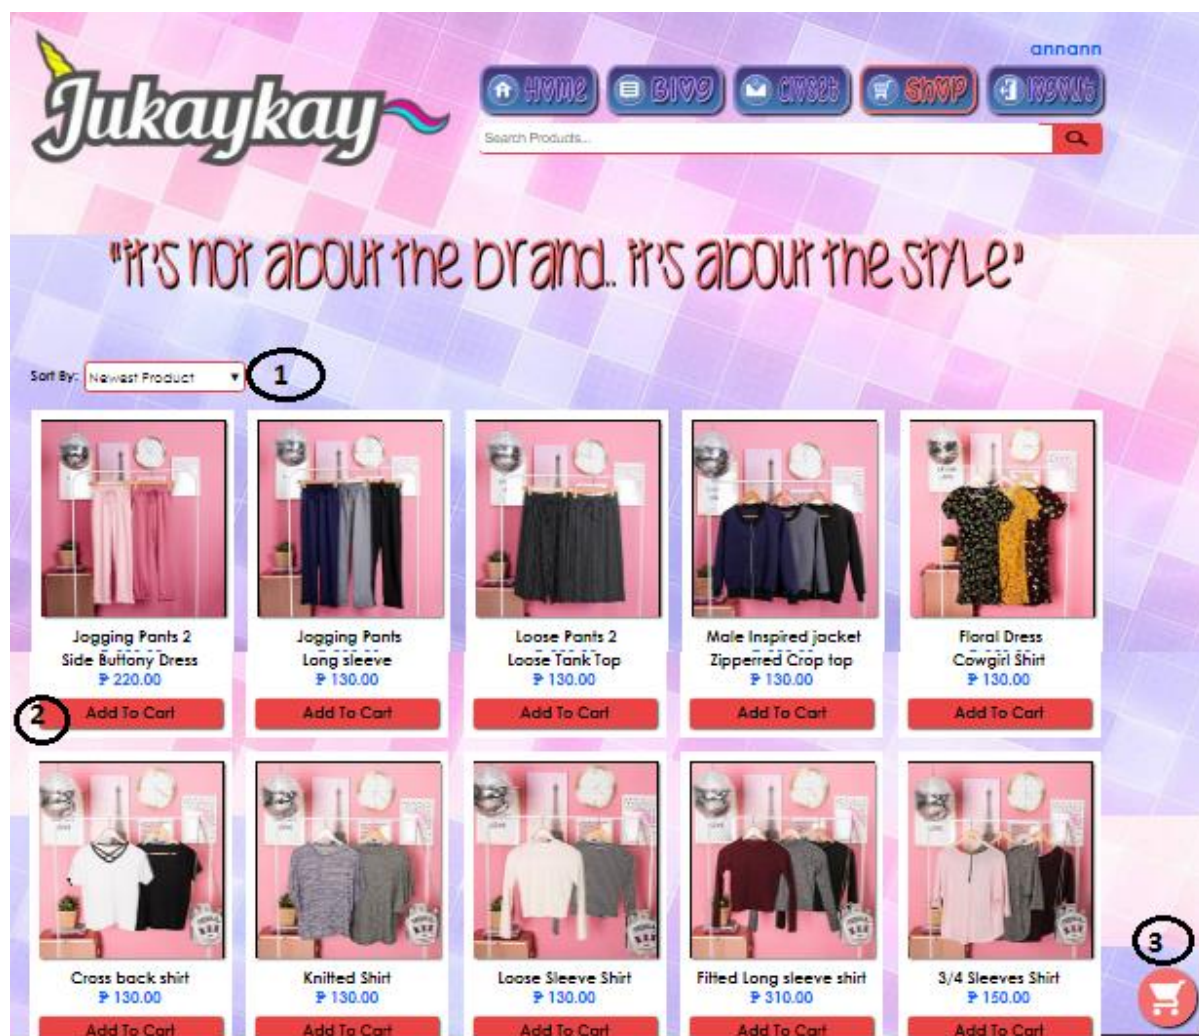 annann
Jukaykay
Home Blog Closet Shop logout
Search Products...
"it's not about the brand.. it's about the style"
Sort By: Newest Product 1
Jogging Pants 2 Jogging Pants Loose Pants 2 Male Inspired jacket Floral Dress
Side Buttony Dress Long sleeve Loose Tank Top Zipperred Crop top Cowgirl Shirt
₱ 220.00 ₱ 130.00 ₱ 130.00 ₱ 130.00 ₱ 130.00
2 Add To Cart Add To Cart Add To Cart Add To Cart Add To Cart
3
Cross back shirt Knitted Shirt Loose Sleeve Shirt Fitted Long sleeve shirt 3/4 Sleeves Shirt
₱ 130.00 ₱ 130.00 ₱ 130.00 ₱ 310.00 ₱ 150.00
Add To Cart Add To Cart Add To Cart Add To Cart Add To Cart